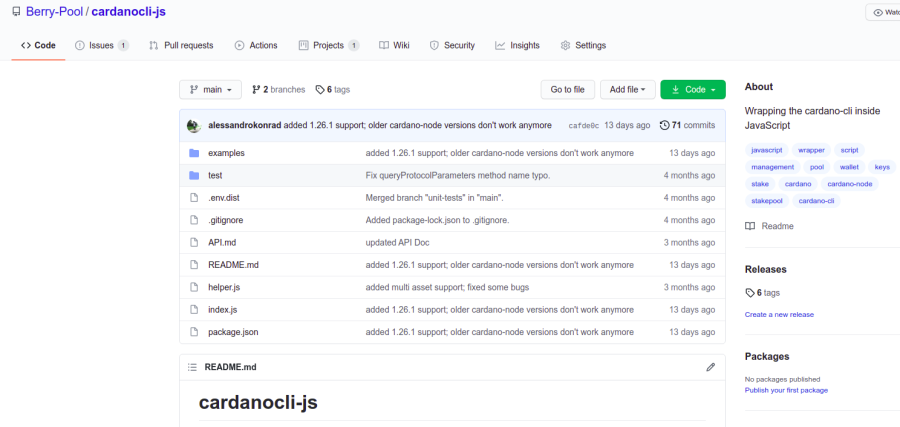 Berry-Pool / cardanocli-js
Watc
Code Issues 1 Pull requests Actions Projects 1 Wiki Security Insights Settings
main 2 branches 6 tags Go to file Add file Code
alessandrokonrad added 1.26.1 support; older cardano-node versions don't work anymore cafde0c 13 days ago 71 commits
examples added 1.26.1 support; older cardano-node versions don't work anymore 13 days ago
test Fix queryProtocolParameters method name typo. 4 months ago
.env.dist Merged branch "unit-tests" in "main". 4 months ago
.gitignore Added package-lock.json to .gitignore. 4 months ago
API.md updated API Doc 3 months ago
README.md added 1.26.1 support; older cardano-node versions don't work anymore 13 days ago
helper.js added multi asset support; fixed some bugs 3 months ago
index.js added 1.26.1 support; older cardano-node versions don't work anymore 13 days ago
package.json added 1.26.1 support; older cardano-node versions don't work anymore 13 days ago
README.md
cardanocli-js
About
Wrapping the cardano-cli inside
JavaScript
javascript wrapper script
management pool wallet keys
stake cardano cardano-node
stakepool cardano-cli
Readme
Releases
6 tags
Create a new release
Packages
No packages published
Publish your first package